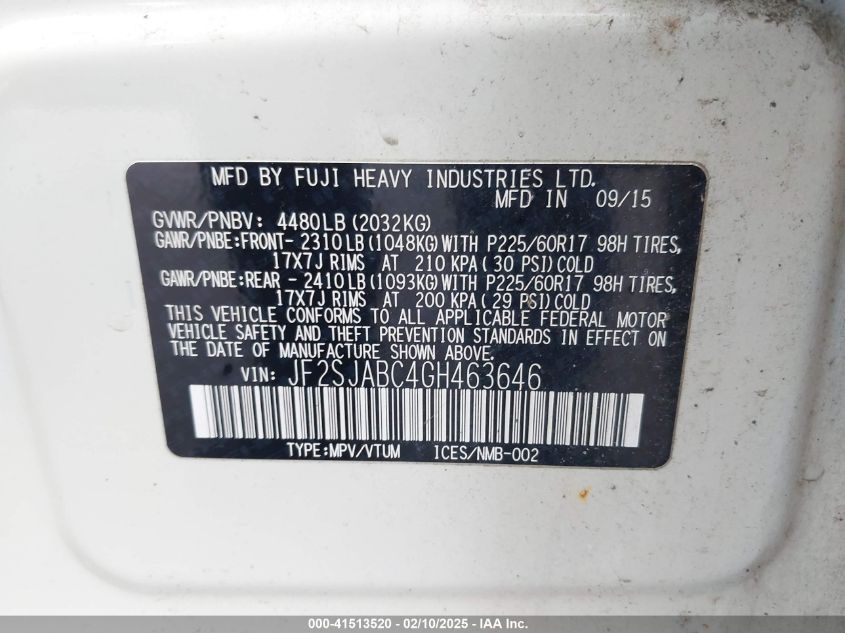 MFD BY FUJI HEAVY INDUSTRIES LTD.
MFD IN 09/15
GVWR/PNBV: 4480LB (2032KG)
GAWR/PNBE:FRONT- 2310LB (1048KG) WITH P225/60R17 98H TIRES,
17X7J RIMS AT 210 KPA ( 30 PSI) COLD
GAWR/PNBE:REAR - 2410LB (1093KG) WITH P225/60R17 98H TIRES,
17X7J RIMS AT 200 KPA ( 29 PSI) COLD
THIS VEHICLE CONFORMS TO ALL APPLICABLE FEDERAL MOTOR
VEHICLE SAFETY AND THEFT PREVENTION STANDARDS IN EFFECT ON
THE DATE OF MANUFACTURE SHOWN ABOVE.
VIN: JF2SJABC4GH463646
TYPE:MPV/VTUM ICES/NMB-002
000-41513520 - 02/10/2025 - IAA Inc.